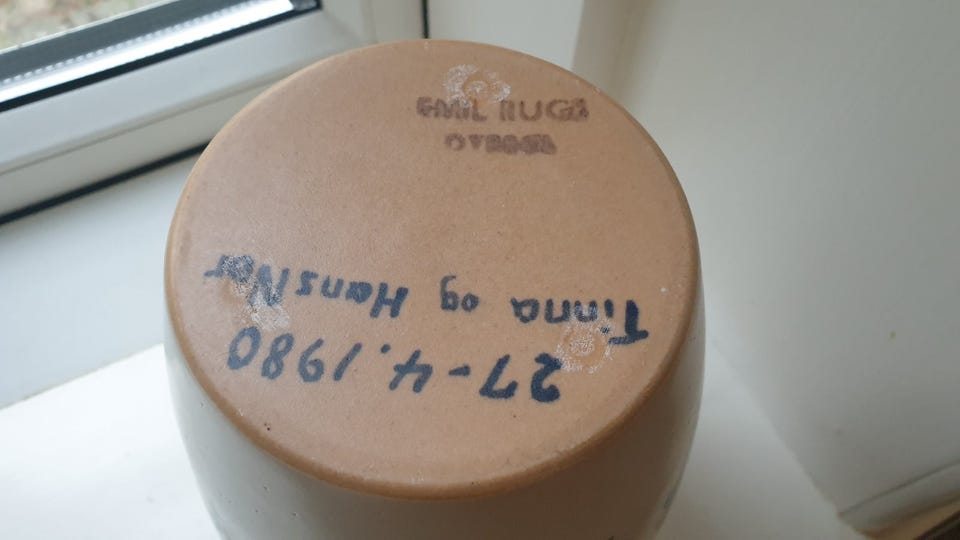 EMIL RUGE
27-4.1980
Tinna og Hans